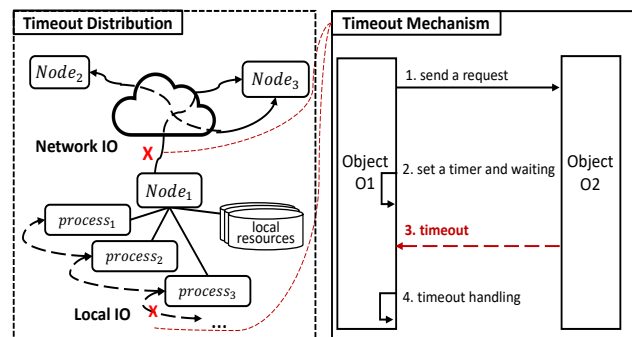 Timeout Distribution
Node2
Node3
Network IO
X
Node1
process1
local
resources
process2
process3
X
Local IO
...
Timeout Mechanism
1. send a request
Object
O1
Object
O2
2. set a timer and waiting
3. timeout
4. timeout handling